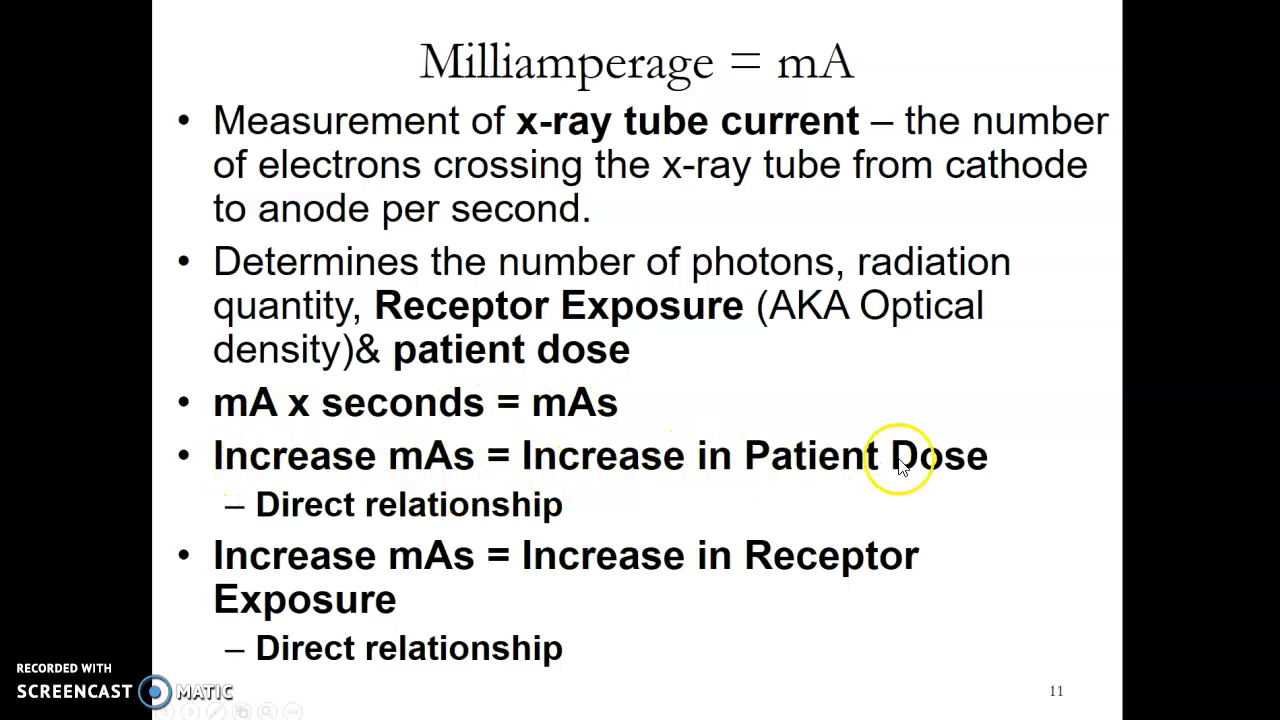 Milliamperage = mA
• Measurement of x-ray tube current – the number
of electrons crossing the x-ray tube from cathode
to anode per second.
• Determines the number of photons, radiation
quantity, Receptor Exposure (AKA Optical
density)& patient dose
• mA x seconds = mAs
• Increase mAs = Increase in Patient Dose
– Direct relationship
• Increase mAs = Increase in Receptor
Exposure
– Direct relationship
RECORDED WITH
SCREENCAST MATIC
11